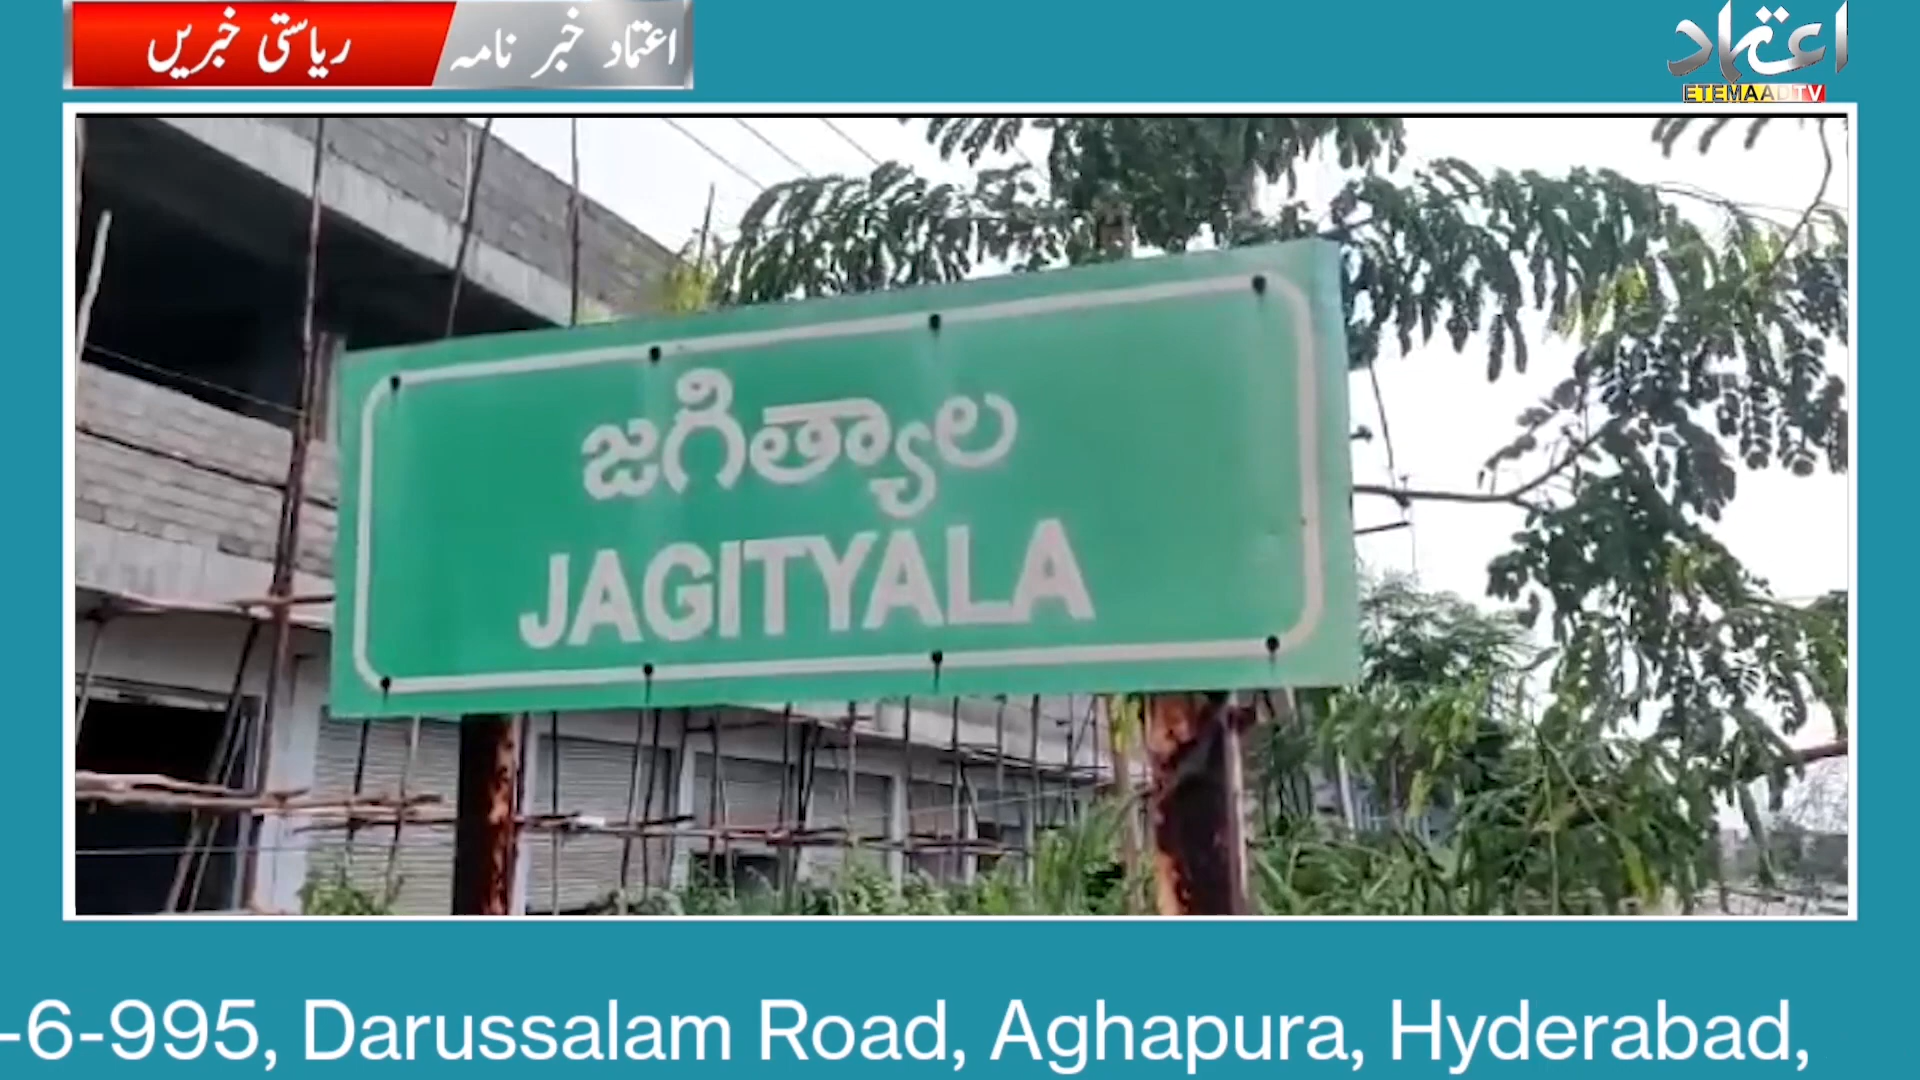 ریاستی خبریں اعتماد خبر نامہ
اعتماد
ETEMAAD TV
జగిత్యాల
JAGITYALA
-6-995, Darussalam Road, Aghapura, Hyderabad,